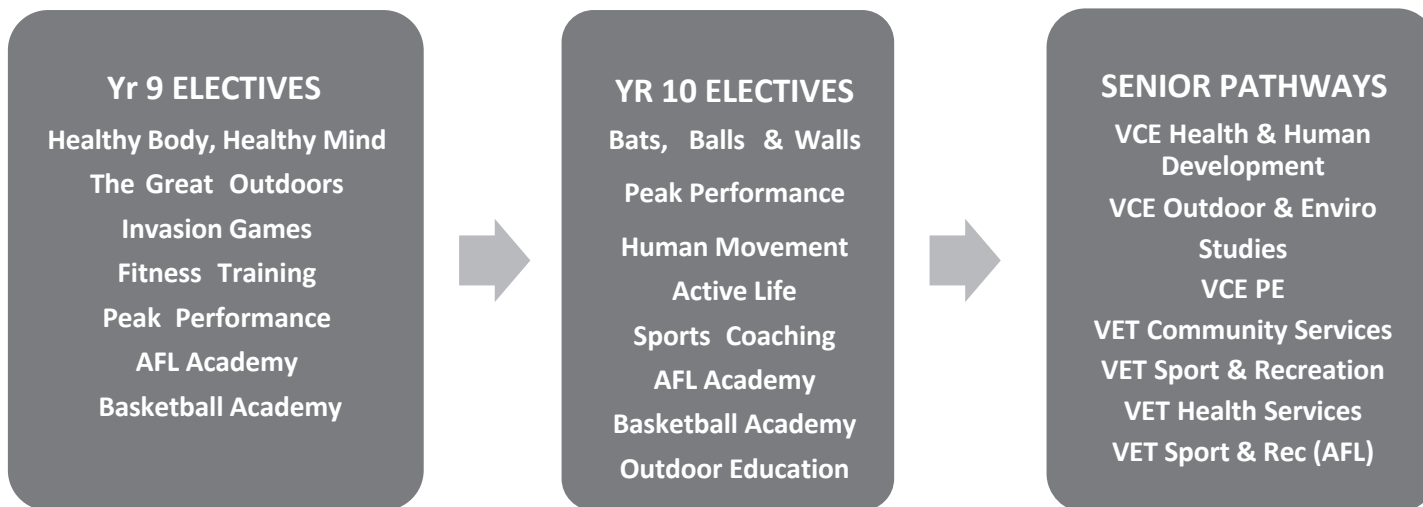 Yr 9 ELECTIVES
Healthy Body, Healthy Mind
The Great Outdoors
Invasion Games
Fitness Training
Peak Performance
AFL Academy
Basketball Academy
YR 10 ELECTIVES
Bats, Balls & Walls
Peak Performance
Human Movement
Active Life
Sports Coaching
AFL Academy
Basketball Academy
Outdoor Education
SENIOR PATHWAYS
VCE Health & Human
Development
VCE Outdoor & Enviro
Studies
VCE PE
VET Community Services
VET Sport & Recreation
VET Health Services
VET Sport & Rec (AFL)